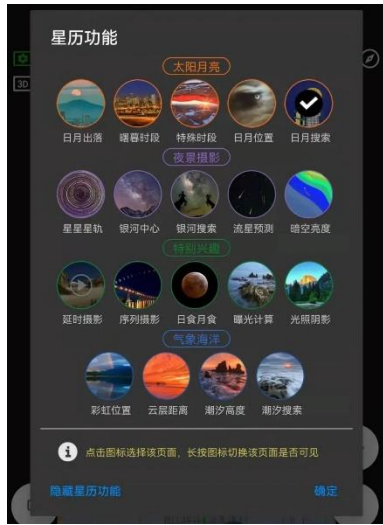 星历功能
太阳月亮
日月出落 曙暮时段 特殊时段 日月位置 日月搜索
夜景摄影
星星星轨 银河中心 银河搜索 流星预测 暗空亮度
特别兴趣
延时摄影 序列摄影 日食月食 曝光计算 光照阴影
气象海洋
彩虹位置 云层距离 潮汐高度 潮汐搜索
点击图标选择该页面，长按图标切换该页面是否可见
隐藏星历功能 确定
3D